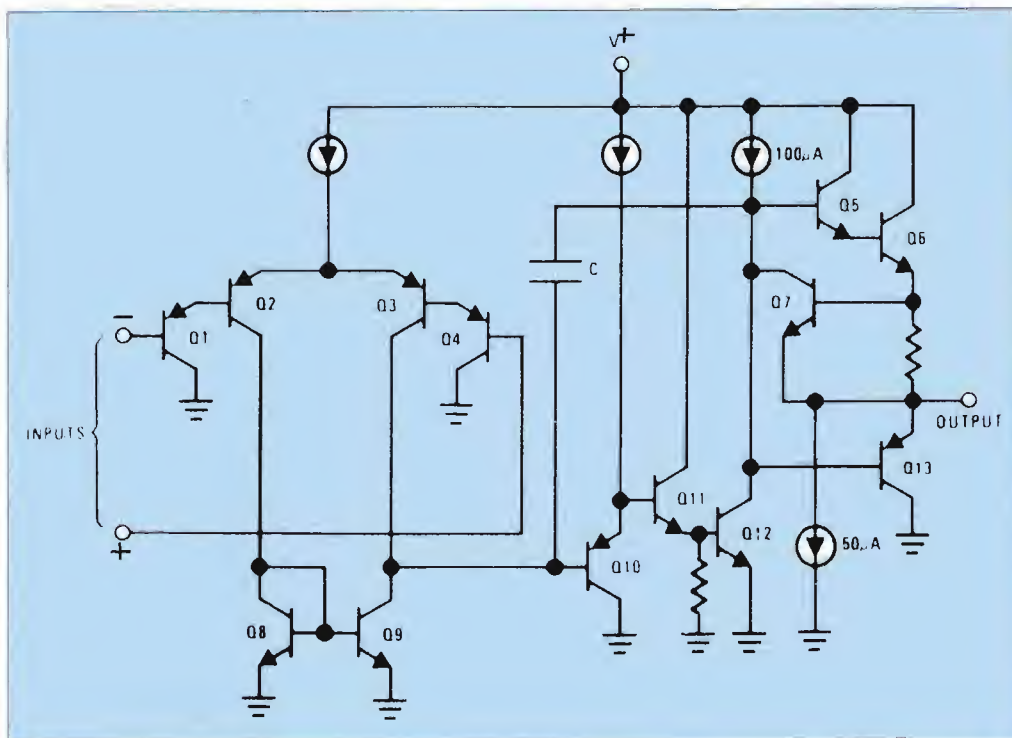 V+
100μA
Q5
Q6
C
Q7
Q2
Q3
Q1
Q4
−
INPUTS
+
OUTPUT
Q11
Q13
Q12
Q10
50μA
Q8
Q9